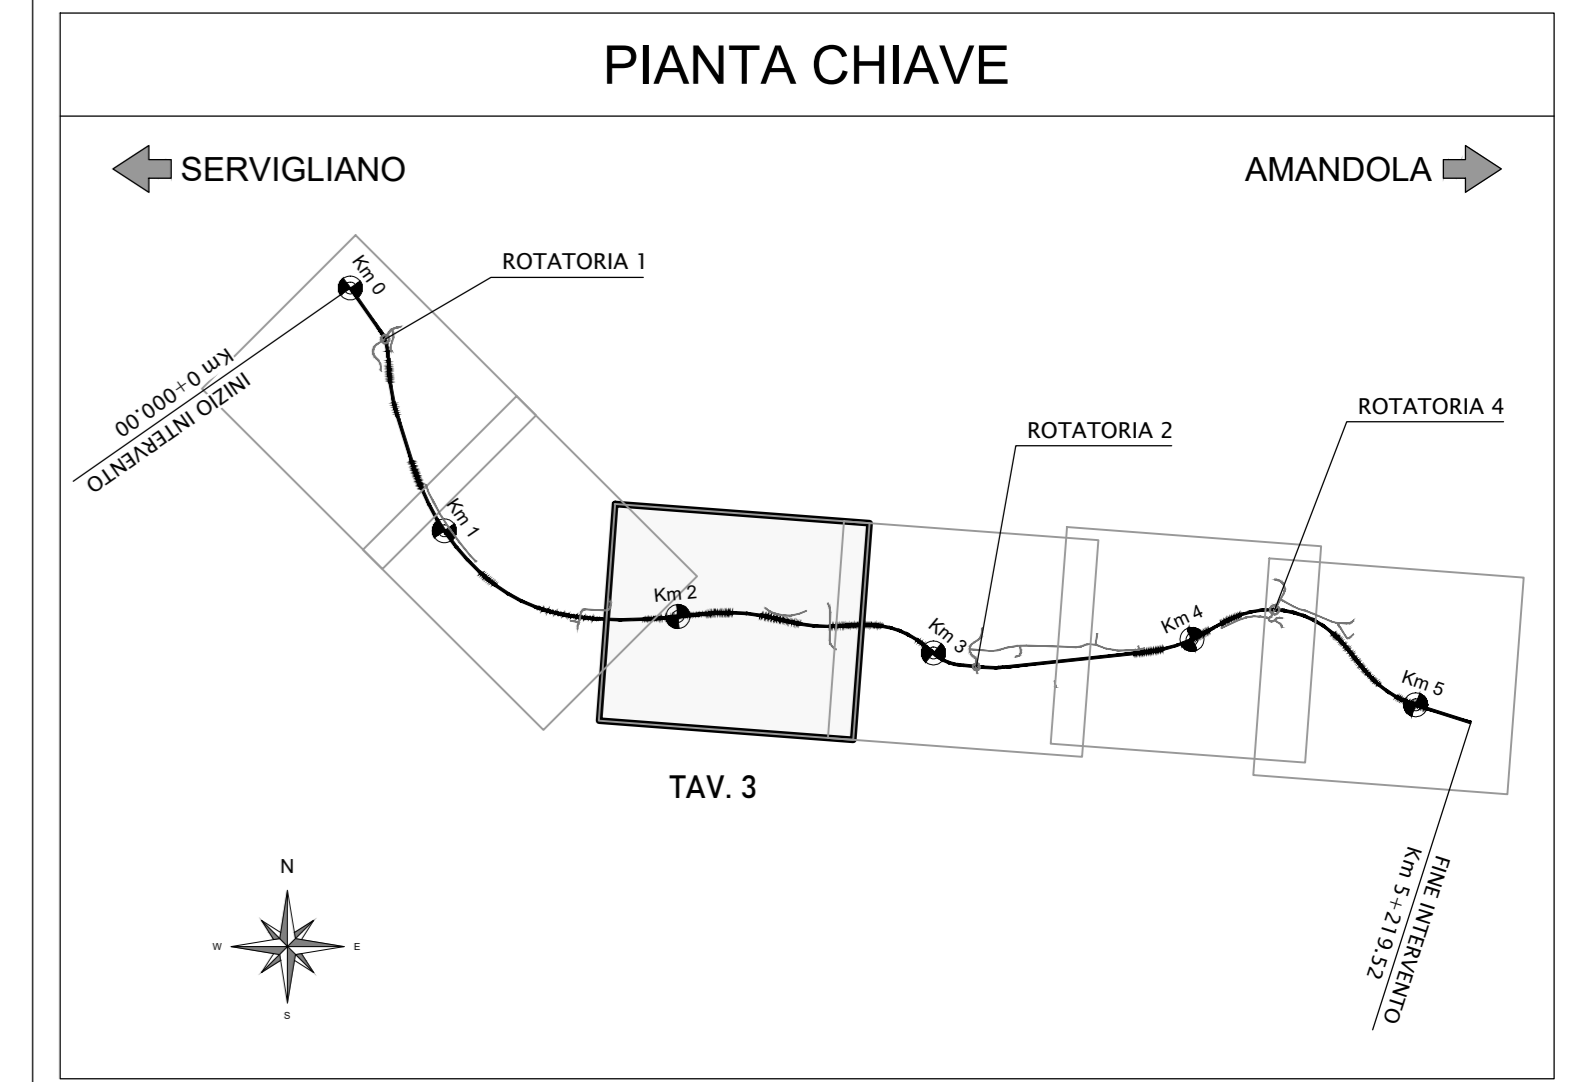 PIANTA CHIAVE
SERVIGLIANO
AMANDOLA
Km 0
ROTATORIA 1
Km 0+000.00
INIZIO INTERVENTO
ROTATORIA 4
ROTATORIA 2
Km 1
Km 2
Km 3
Km 4
Km 5
TAV. 3
FINE INTERVENTO
Km 5+219.52
N
W
E
S